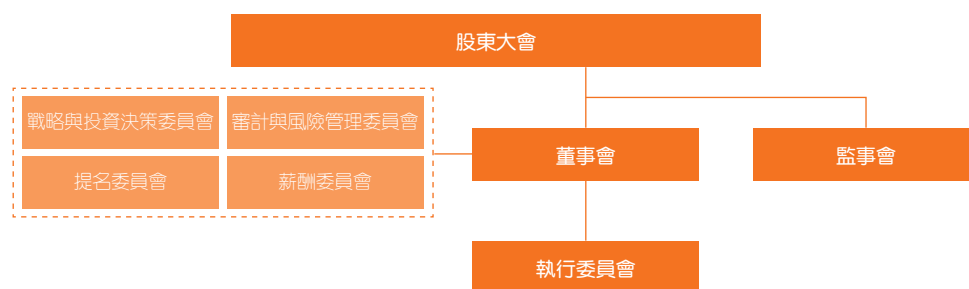 股東大會
戰略與投資決策委員會
審計與風險管理委員會
提名委員會
薪酬委員會
董事會
監事會
執行委員會